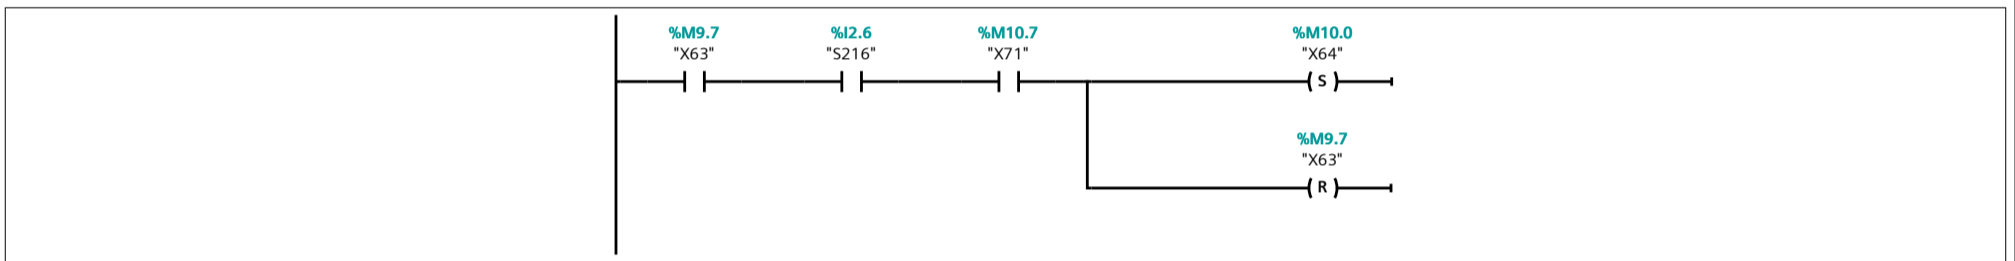 %M9.7 %I2.6 %M10.7 %M10.0
"X63" "S216" "X71" "X64"
S
%M9.7
"X63"
R